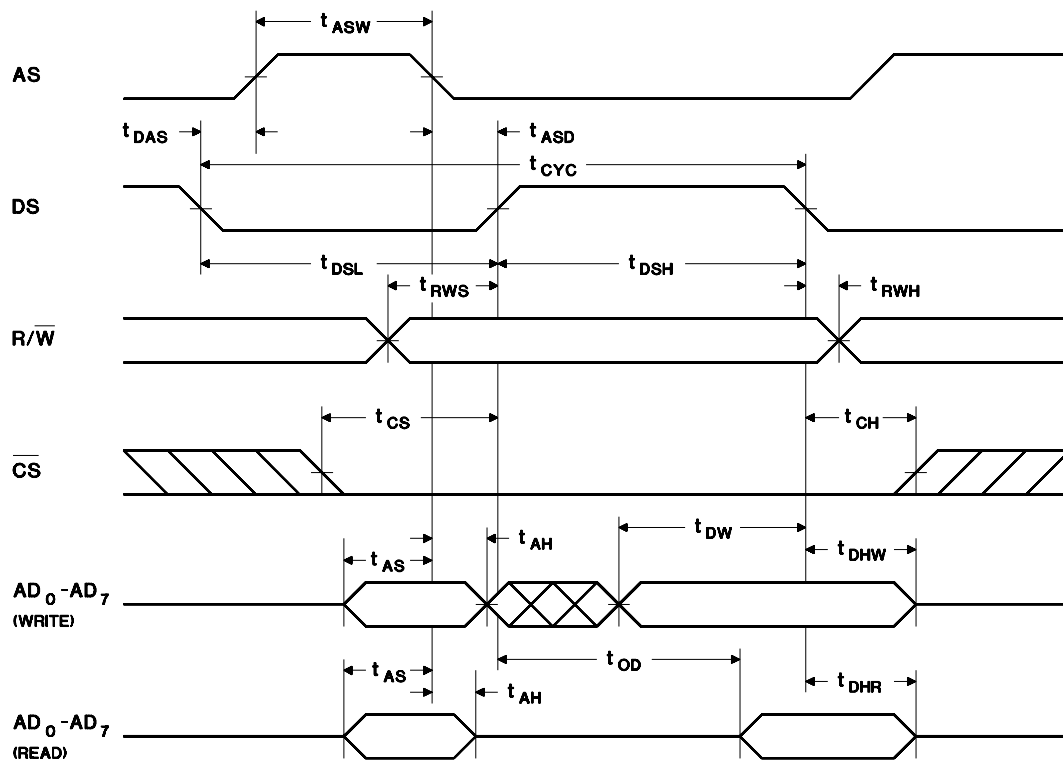 t ASW
AS
t DAS
t ASD
t CYC
DS
t DSL
t DSH
t RWS
t RWH
R/W̅
t CS
t CH
C̅S̅
t DW
t AH
t DHW
t AS
AD 0 -AD 7
(WRITE)
t OD
t AS
t DHR
t AH
AD 0 -AD 7
(READ)